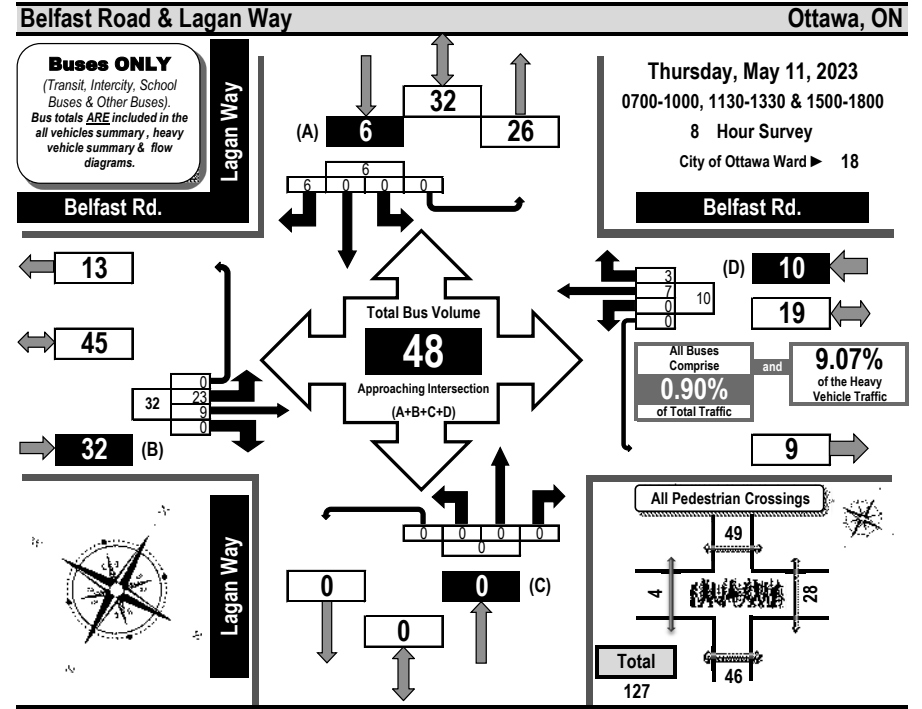 Belfast Road & Lagan Way
Ottawa, ON
Buses ONLY
(Transit, Intercity, School
Buses & Other Buses).
Bus totals ARE included in the
all vehicles summary , heavy
vehicle summary & flow
diagrams.
Lagan Way
Belfast Rd.
32
(A)
6
26
6
6 0 0 0
Thursday, May 11, 2023
0700-1000, 1130-1330 & 1500-1800
8 Hour Survey
City of Ottawa Ward ► 18
Belfast Rd.
13
45
32
0
23
9
0
32
(B)
Total Bus Volume
48
Approaching Intersection
(A+B+C+D)
3
7
0
0
10
(D)
10
19
All Buses
Comprise
0.90%
of Total Traffic
and
9.07%
of the Heavy
Vehicle Traffic
9
Lagan Way
0 0 0 0
0
0
0
(C)
0
All Pedestrian Crossings
49
4
28
46
Total
127